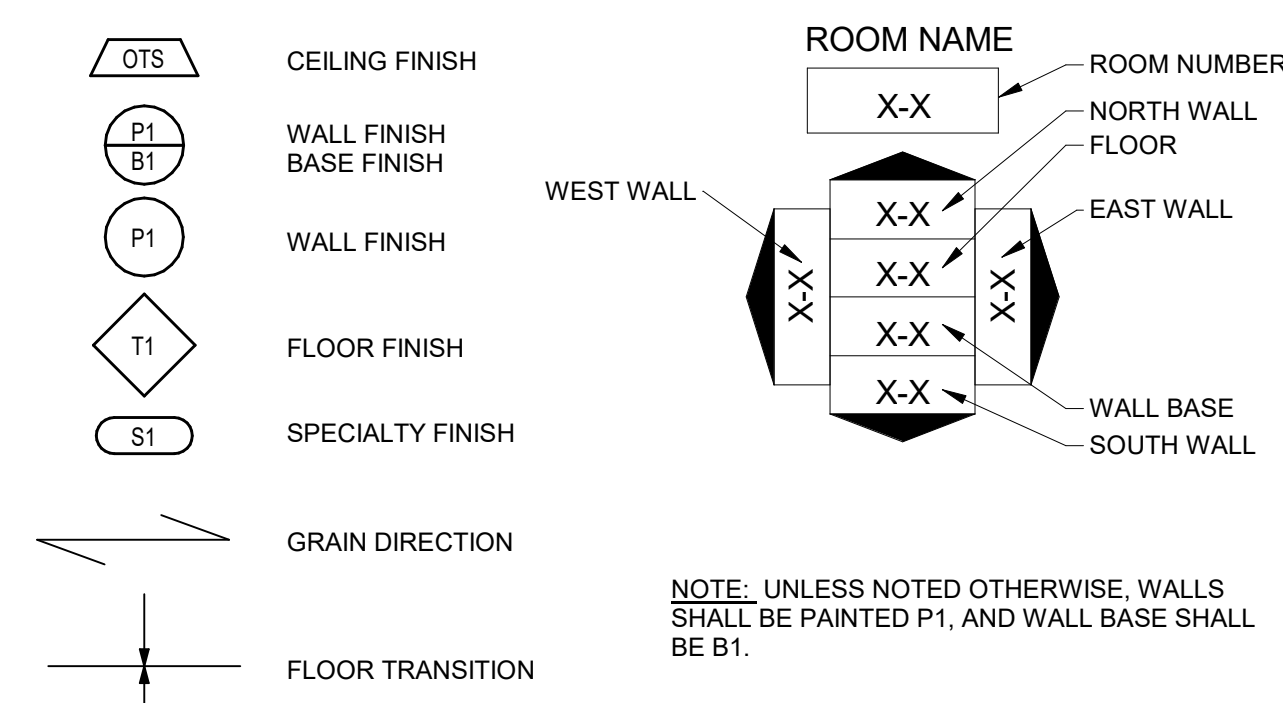 OTS
CEILING FINISH
P1
B1
WALL FINISH
BASE FINISH
P1
WALL FINISH
T1
FLOOR FINISH
S1
SPECIALTY FINISH
GRAIN DIRECTION
FLOOR TRANSITION
ROOM NAME
X-X
ROOM NUMBER
NORTH WALL
FLOOR
WEST WALL
EAST WALL
X-X
X-X
X-X
X-X
X-X
X-X
WALL BASE
SOUTH WALL
NOTE: UNLESS NOTED OTHERWISE, WALLS
SHALL BE PAINTED P1, AND WALL BASE SHALL
BE B1.